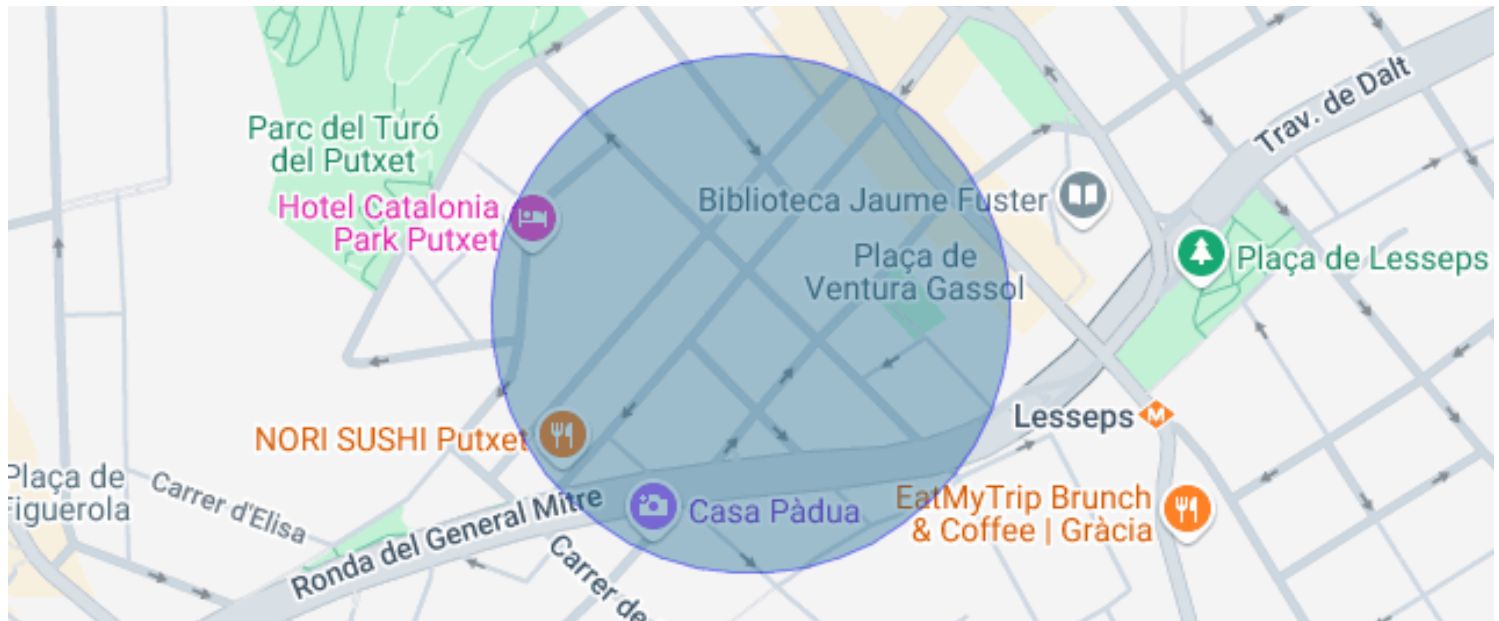 Trav. de Dalt
Parc del Turó
del Putxet
Hotel Catalonia
Park Putxet
Biblioteca Jaume Fuster
Plaça de
Ventura Gassol
Plaça de Lesseps
Lesseps
M
NORI SUSHI Putxet
Plaça de
Figuerola
Carrer d'Elisa
Ronda del General Mitre
Casa Pàdua
EatMyTrip Brunch
& Coffee | Gràcia
Carrer de